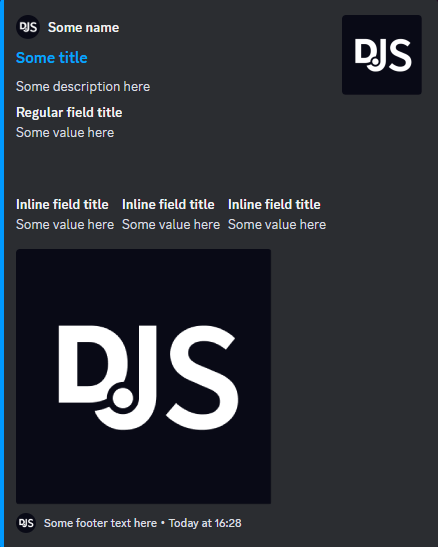 DJS Some name
DJS
Some title
Some description here
Regular field title
Some value here
Inline field title Inline field title Inline field title
Some value here Some value here Some value here
DJS
DJS Some footer text here • Today at 16:28